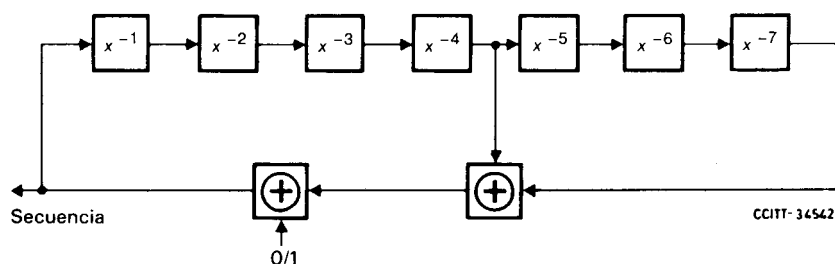 x⁻¹ x⁻² x⁻³ x⁻⁴ x⁻⁵ x⁻⁶ x⁻⁷
Secuencia
CCITT-34542
0/1